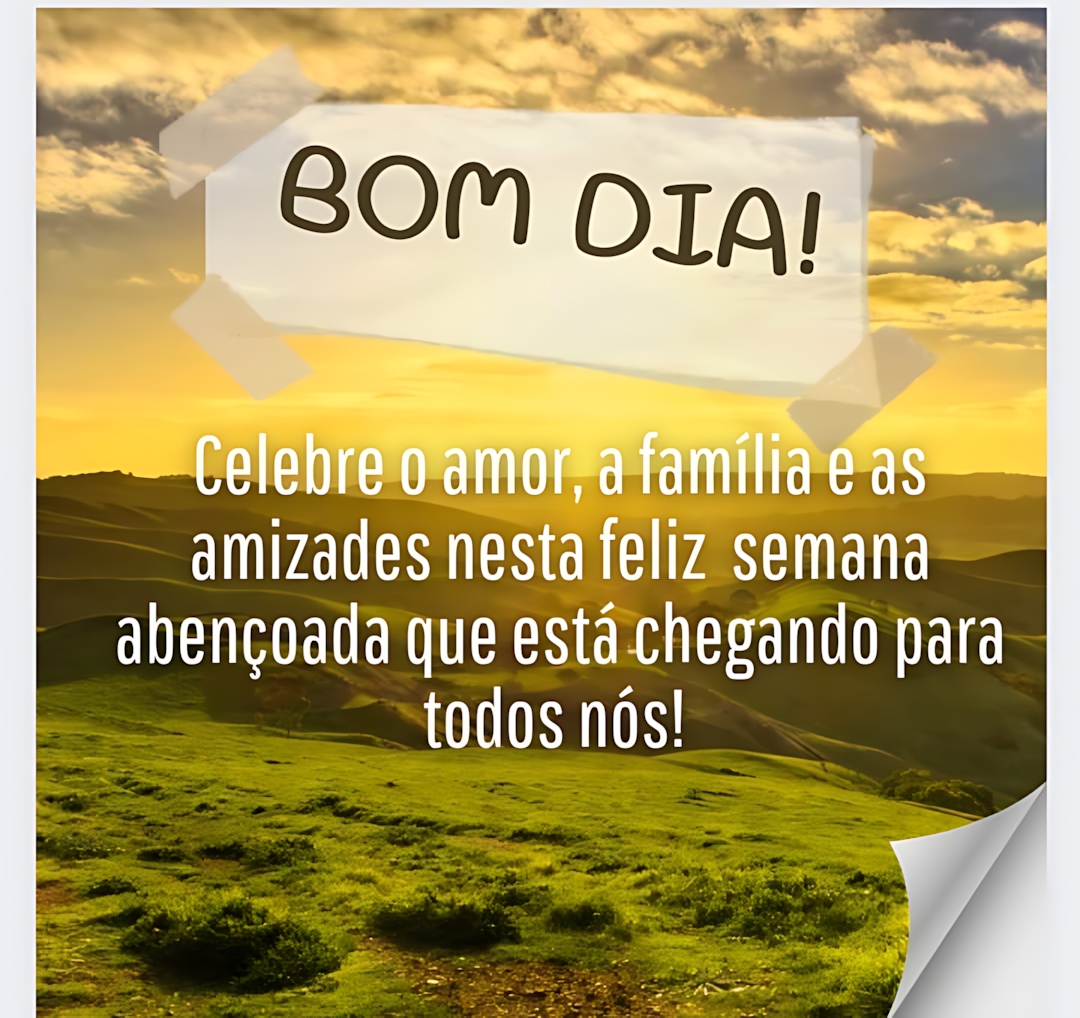 BOM DIA!
Celebre o amor, a família e as
amizades nesta feliz  semana
abençoada que está chegando para
todos nós!